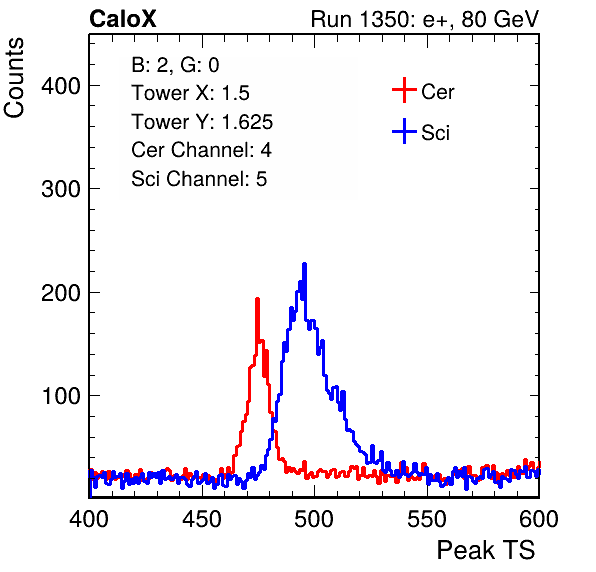 CaloX Run 1350: e+, 80 GeV
Counts
B: 2, G: 0
Tower X: 1.5
Tower Y: 1.625
Cer Channel: 4
Sci Channel: 5
Cer
Sci
400
300
200
100
400 450 500 550 600
Peak TS